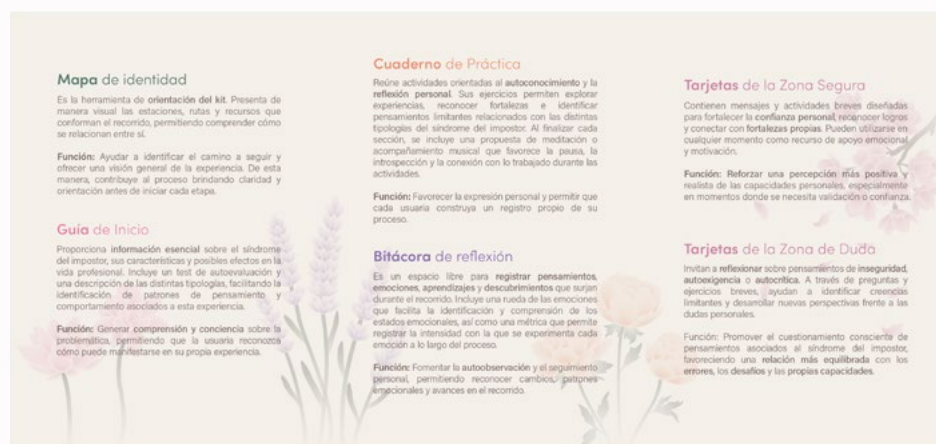 Mapa de identidad
Es la herramienta de orientación del kit. Presenta de
manera visual las estaciones, rutas y recursos que
conforman el recorrido, permitiendo comprender cómo
se relacionan entre sí.
Función: Ayudar a identificar el camino a seguir y
ofrecer una visión general de la experiencia. De esta
manera, contribuye al proceso brindando claridad y
orientación antes de iniciar cada etapa.
Guía de Inicio
Proporciona información esencial sobre el síndrome
del impostor, sus características y posibles efectos en la
vida profesional. Incluye un test de autoevaluación y
una descripción de las distintas tipologías, facilitando la
identificación de patrones de pensamiento y
comportamiento asociados a esta experiencia.
Función: Generar comprensión y conciencia sobre la
problemática, permitiendo que la usuaria reconozca
cómo puede manifestarse en su propia experiencia.
Cuaderno de Práctica
Reúne actividades orientadas al autoconocimiento y la
reflexión personal. Sus ejercicios permiten explorar
experiencias, reconocer fortalezas e identificar
pensamientos limitantes relacionados con las distintas
tipologías del síndrome del impostor. Al finalizar cada
sección, se incluye una propuesta de meditación o
acompañamiento musical que favorece la pausa, la
introspección y la conexión con lo trabajado durante las
actividades.
Función: Favorecer la expresión personal y permitir que
cada usuaria construya un registro propio de su
proceso.
Bitácora de reflexión
Es un espacio libre para registrar pensamientos,
emociones, aprendizajes y descubrimientos que surjan
durante el recorrido. Incluye una rueda de las emociones
que facilita la identificación y comprensión de los
estados emocionales, así como una métrica que permite
registrar la intensidad con la que se experimenta cada
emoción a lo largo del proceso.
Función: Fomentar la autoobservación y el seguimiento
personal, permitiendo reconocer cambios, patrones
emocionales y avances en el recorrido.
Tarjetas de la Zona Segura
Contienen mensajes y actividades breves diseñadas
para fortalecer la confianza personal, reconocer logros
y conectar con fortalezas propias. Pueden utilizarse en
cualquier momento como recurso de apoyo emocional
y motivación.
Función: Reforzar una percepción más positiva y
realista de las capacidades personales, especialmente
en momentos donde se necesita validación o confianza.
Tarjetas de la Zona de Duda
Invitan a reflexionar sobre pensamientos de inseguridad,
autoexigencia o autocrítica. A través de preguntas y
ejercicios breves, ayudan a identificar creencias
limitantes y desarrollar nuevas perspectivas frente a las
dudas personales.
Función: Promover el cuestionamiento consciente de
pensamientos asociados al síndrome del impostor,
favoreciendo una relación más equilibrada con los
errores, los desafíos y las propias capacidades.